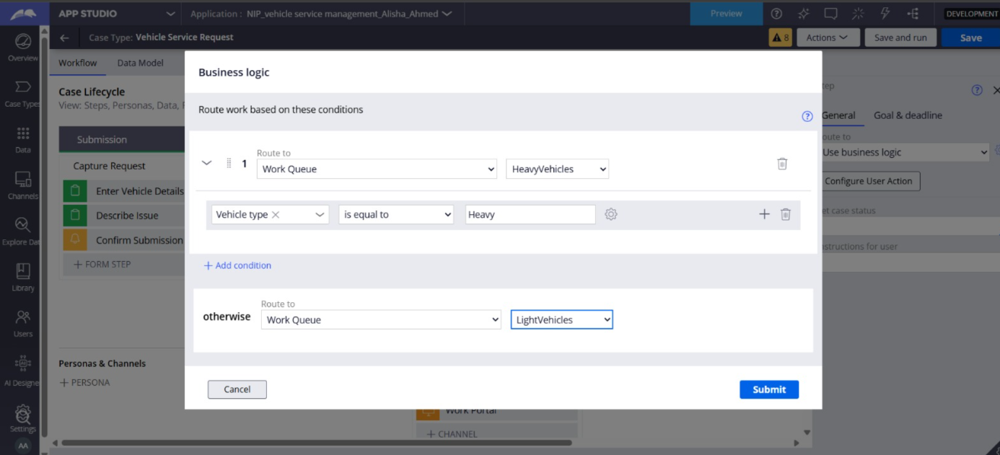 APP STUDIO
Application : NIP_vehicle service management_Alisha_Ahmed
Preview
DEVELOPMENT
Case Type: Vehicle Service Request
8
Actions
Save and run
Save
Overview
Case Types
Data
Channels
Explore Dat
Library
Users
AI Designe
Settings
AA
Workflow
Data Model
Case Lifecycle
View: Steps, Personas, Data,
Submission
Capture Request
Enter Vehicle Details
Describe Issue
Confirm Submission
+ FORM STEP
Personas & Channels
+ PERSONA
Business logic
Route work based on these conditions
?
1
Route to
Work Queue
HeavyVehicles
Vehicle type
is equal to
Heavy
+ Add condition
otherwise
Route to
Work Queue
LightVehicles
Cancel
Submit
Work Portal
+ CHANNEL
tep
General
Goal & deadline
oute to
Use business logic
Configure User Action
et case status
structions for user